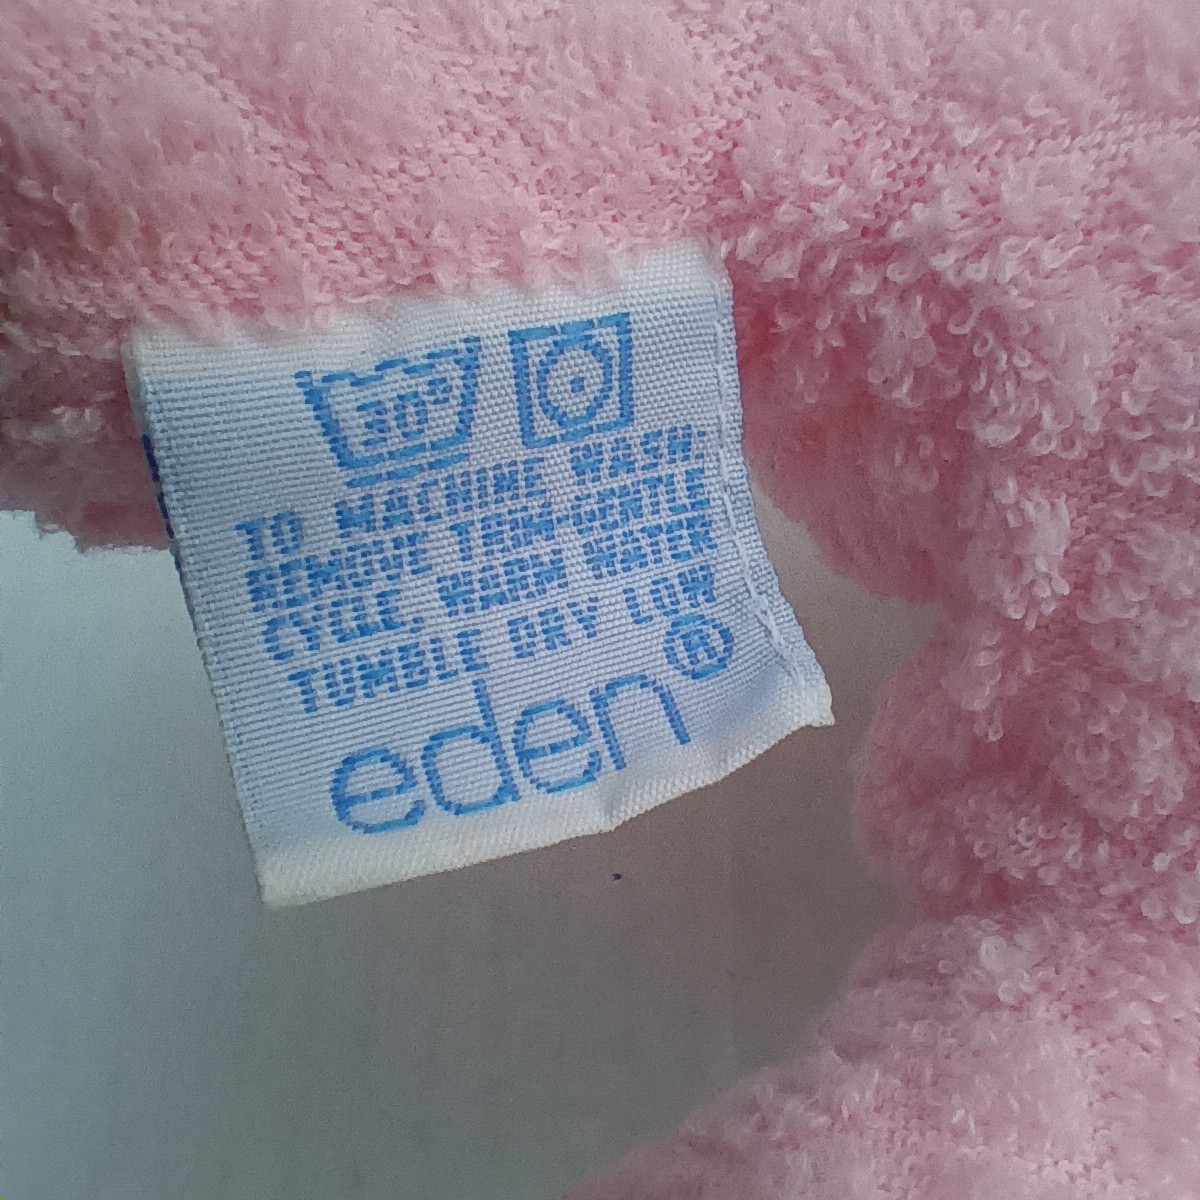 30°
TO MACHINE WASH:
REMOVE TRIM-GENTLE
CYCLE, WARM WATER.
TUMBLE DRY LOW
eden®